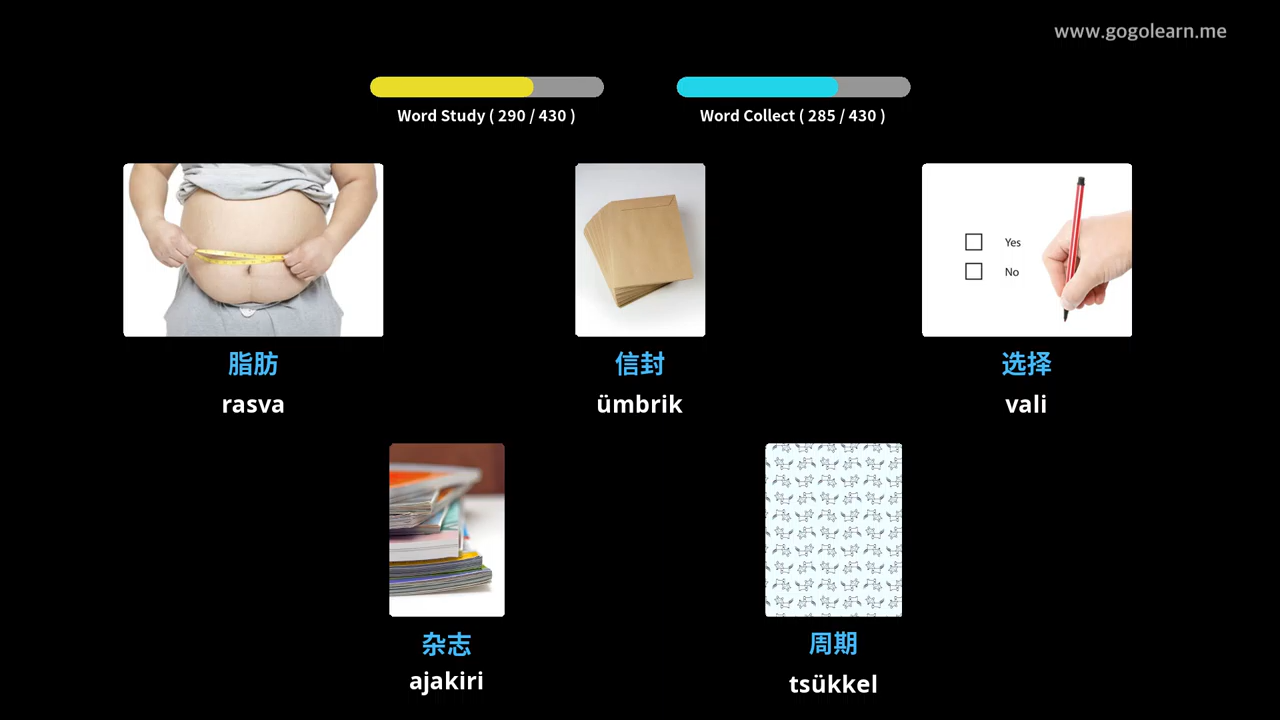 www.gogolearn.me
Word Study ( 290 / 430 )
Word Collect ( 285 / 430 )
Yes
No
脂肪
信封
选择
rasva
ümbrik
vali
杂志
周期
ajakiri
tsükkel